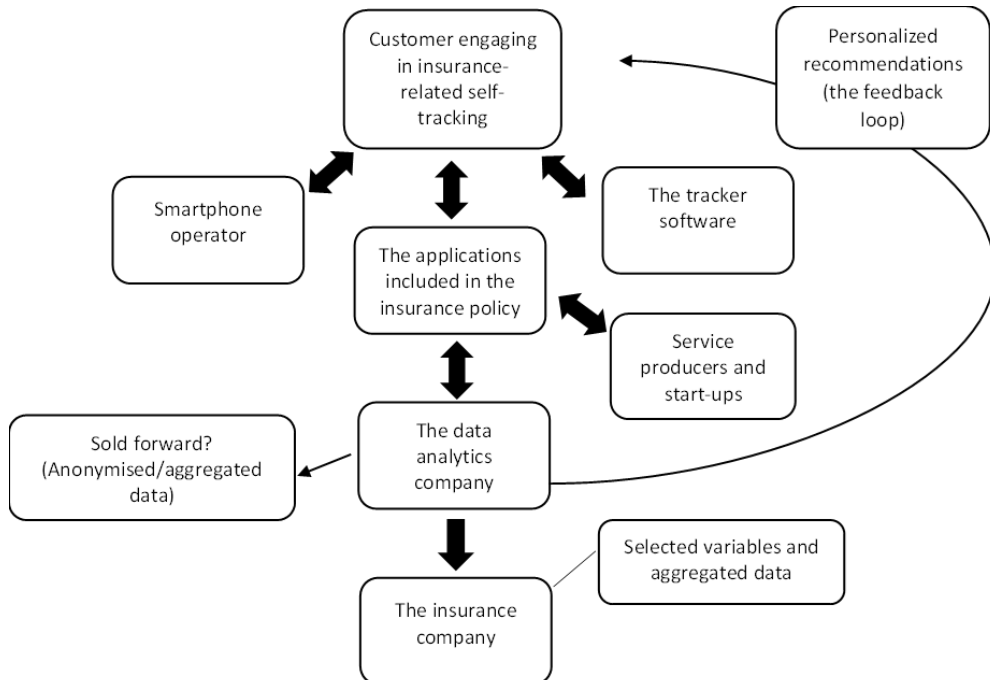 Customer engaging
in insurance-
related self-
tracking
Personalized
recommendations
(the feedback
loop)
Smartphone
operator
The tracker
software
The applications
included in the
insurance policy
Service
producers and
start-ups
Sold forward?
(Anonymised/aggregated
data)
The data
analytics
company
Selected variables and
aggregated data
The insurance
company